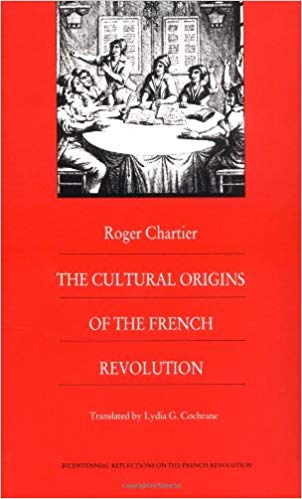 Roger Chartier
THE CULTURAL ORIGINS
OF THE FRENCH
REVOLUTION
Translated by Lydia G. Cochrane
BICENTENNIAL REFLECTIONS ON THE FRENCH REVOLUTION